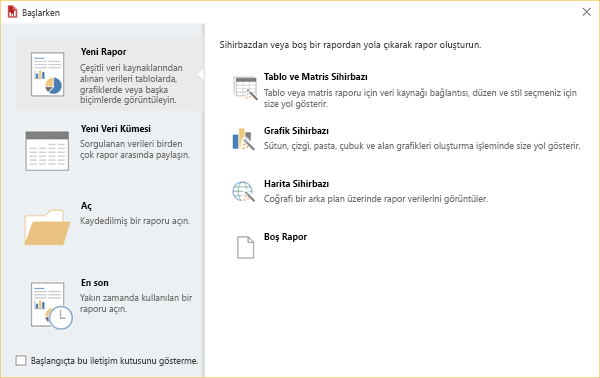 Başlarken
Yeni Rapor
Çeşitli veri kaynaklarından
alınan verileri tablolarda,
grafiklerde veya başka
biçimlerde görüntüleyin.
Yeni Veri Kümesi
Sorgulanan verileri birden
çok rapor arasında paylaşın.
Aç
Kaydedilmiş bir raporu açın.
En son
Yakın zamanda kullanılan bir
raporu açın.
Başlangıçta bu iletişim kutusunu gösterme.
Sihirbazdan veya boş bir rapordan yola çıkarak rapor oluşturun.
Tablo ve Matris Sihirbazı
Tablo veya matris raporu için veri kaynağı bağlantısı, düzen ve stil seçmeniz için
size yol gösterir.
Grafik Sihirbazı
Sütun, çizgi, pasta, çubuk ve alan grafikleri oluşturma işleminde size yol gösterir.
Harita Sihirbazı
Coğrafi bir arka plan üzerinde rapor verilerini görüntüler.
Boş Rapor